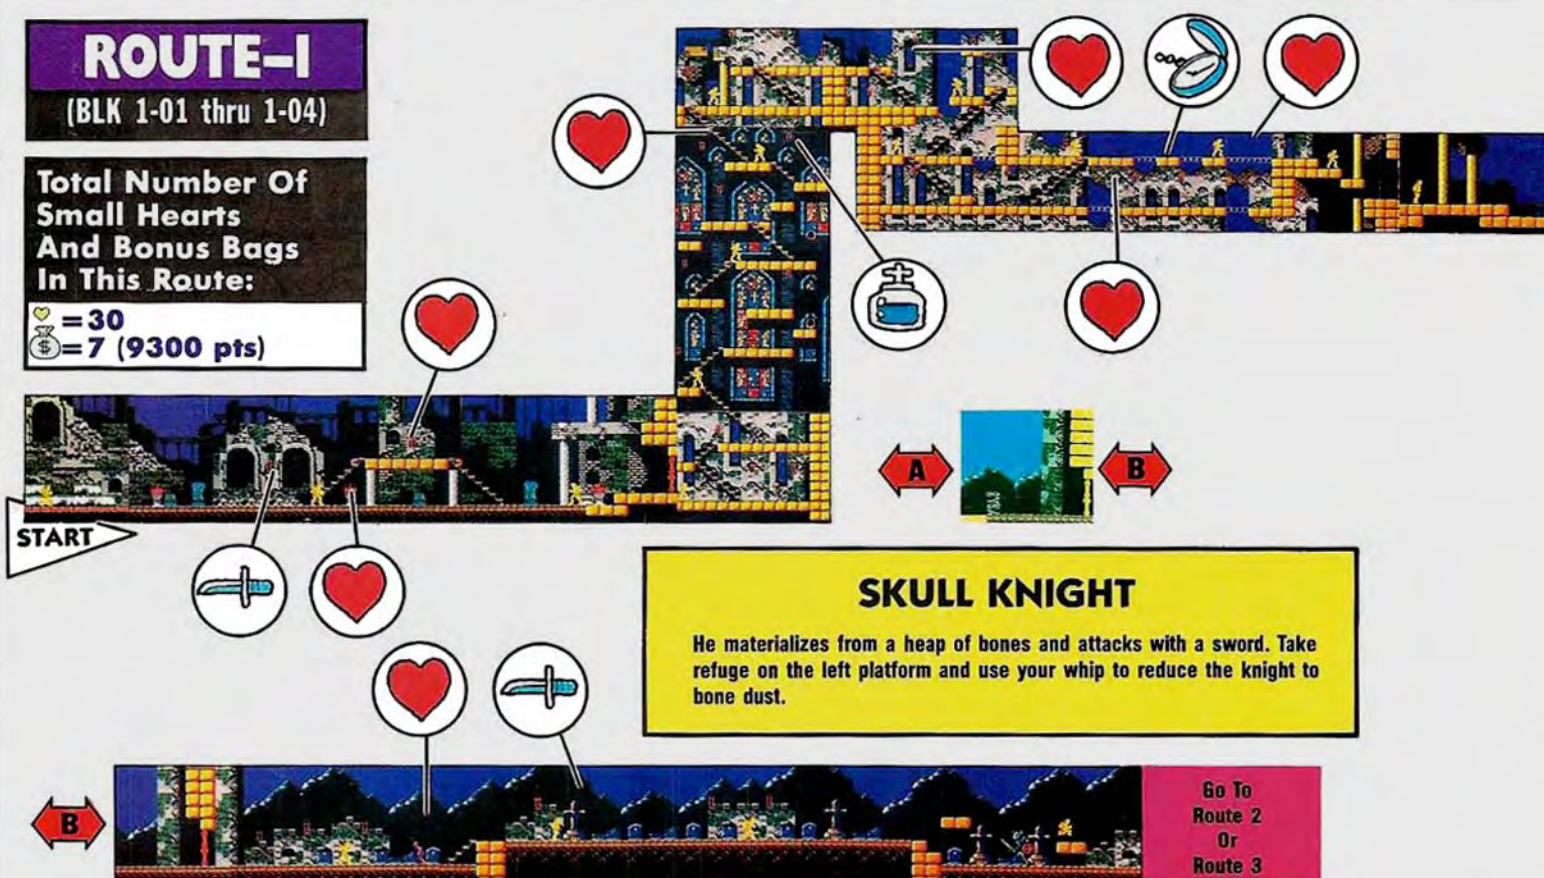 ROUTE-I
(BLK 1-01 thru 1-04)
Total Number Of
Small Hearts
And Bonus Bags
In This Route:
=30
$ =7 (9300 pts)
START
A
B
SKULL KNIGHT
He materializes from a heap of bones and attacks with a sword. Take
refuge on the left platform and use your whip to reduce the knight to
bone dust.
B
Go To
Route 2
Or
Route 3